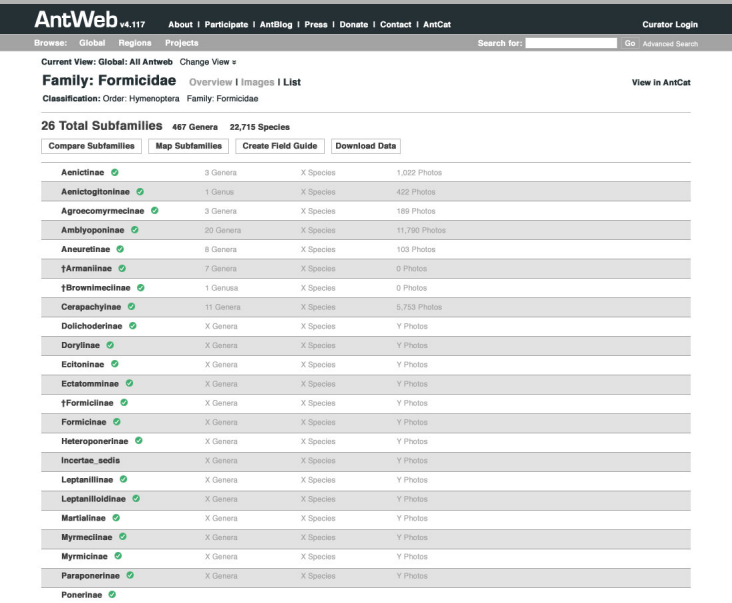 AntWeb v4.117 About | Participate | AntBlog | Press | Donate | Contact | AntCat Curator Login
Browse: Global Regions Projects Search for: Go Advanced Search
Current View: Global: All Antweb Change View
Family: Formicidae Overview | Images | List View in AntCat
Classification: Order: Hymenoptera Family: Formicidae
26 Total Subfamilies 467 Genera 22,715 Species
Compare Subfamilies Map Subfamilies Create Field Guide Download Data
Aenictinae 3 Genera X Species 1,022 Photos
Aenictogitoninae 1 Genus X Species 422 Photos
Agroecomyrmecinae 3 Genera X Species 189 Photos
Amblyoponinae 20 Genera X Species 11,790 Photos
Aneuretinae 8 Genera X Species 103 Photos
†Armaniinae 7 Genera X Species 0 Photos
†Brownimeciinae 1 Genusa X Species 0 Photos
Cerapachyinae 11 Genera X Species 5,753 Photos
Dolichoderinae X Genera X Species Y Photos
Dorylinae X Genera X Species Y Photos
Ecitoninae X Genera X Species Y Photos
Ectatomminae X Genera X Species Y Photos
†Formiciinae X Genera X Species Y Photos
Formicinae X Genera X Species Y Photos
Heteroponerinae X Genera X Species Y Photos
Incertae_sedis X Genera X Species Y Photos
Leptanillinae X Genera X Species Y Photos
Leptanilloidinae X Genera X Species Y Photos
Martialinae X Genera X Species Y Photos
Myrmeciinae X Genera X Species Y Photos
Myrmicinae X Genera X Species Y Photos
Paraponerinae X Genera X Species Y Photos
Ponerinae